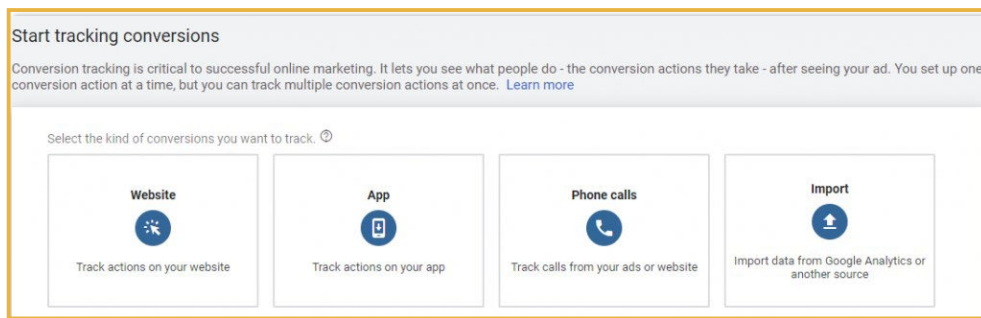 Start tracking conversions
Conversion tracking is critical to successful online marketing. It lets you see what people do - the conversion actions they take - after seeing your ad. You set up one
conversion action at a time, but you can track multiple conversion actions at once. Learn more
Select the kind of conversions you want to track.
Website
App
Phone calls
Import
Track actions on your website
Track actions on your app
Track calls from your ads or website
Import data from Google Analytics or
another source